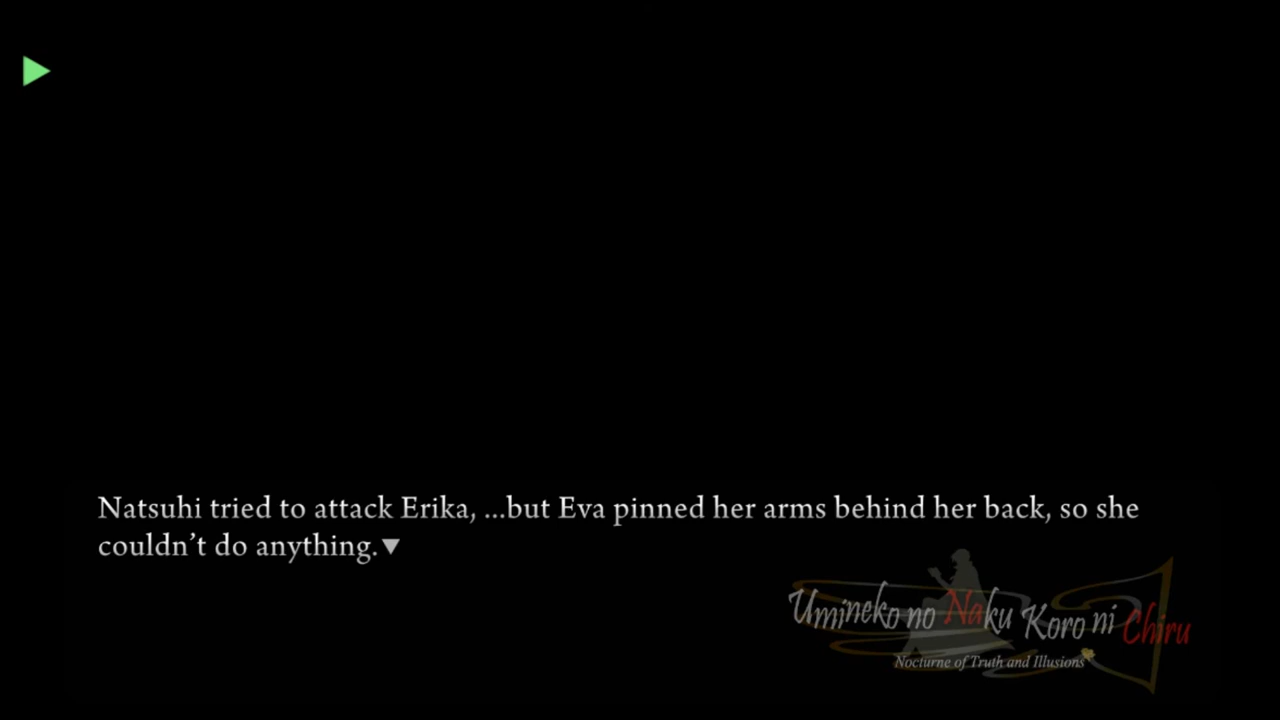 Natsuhi tried to attack Erika, ...but Eva pinned her arms behind her back, so she
couldn’t do anything.
Umineko no Naku Koro ni Chiru
Nocturne of Truth and Illusions